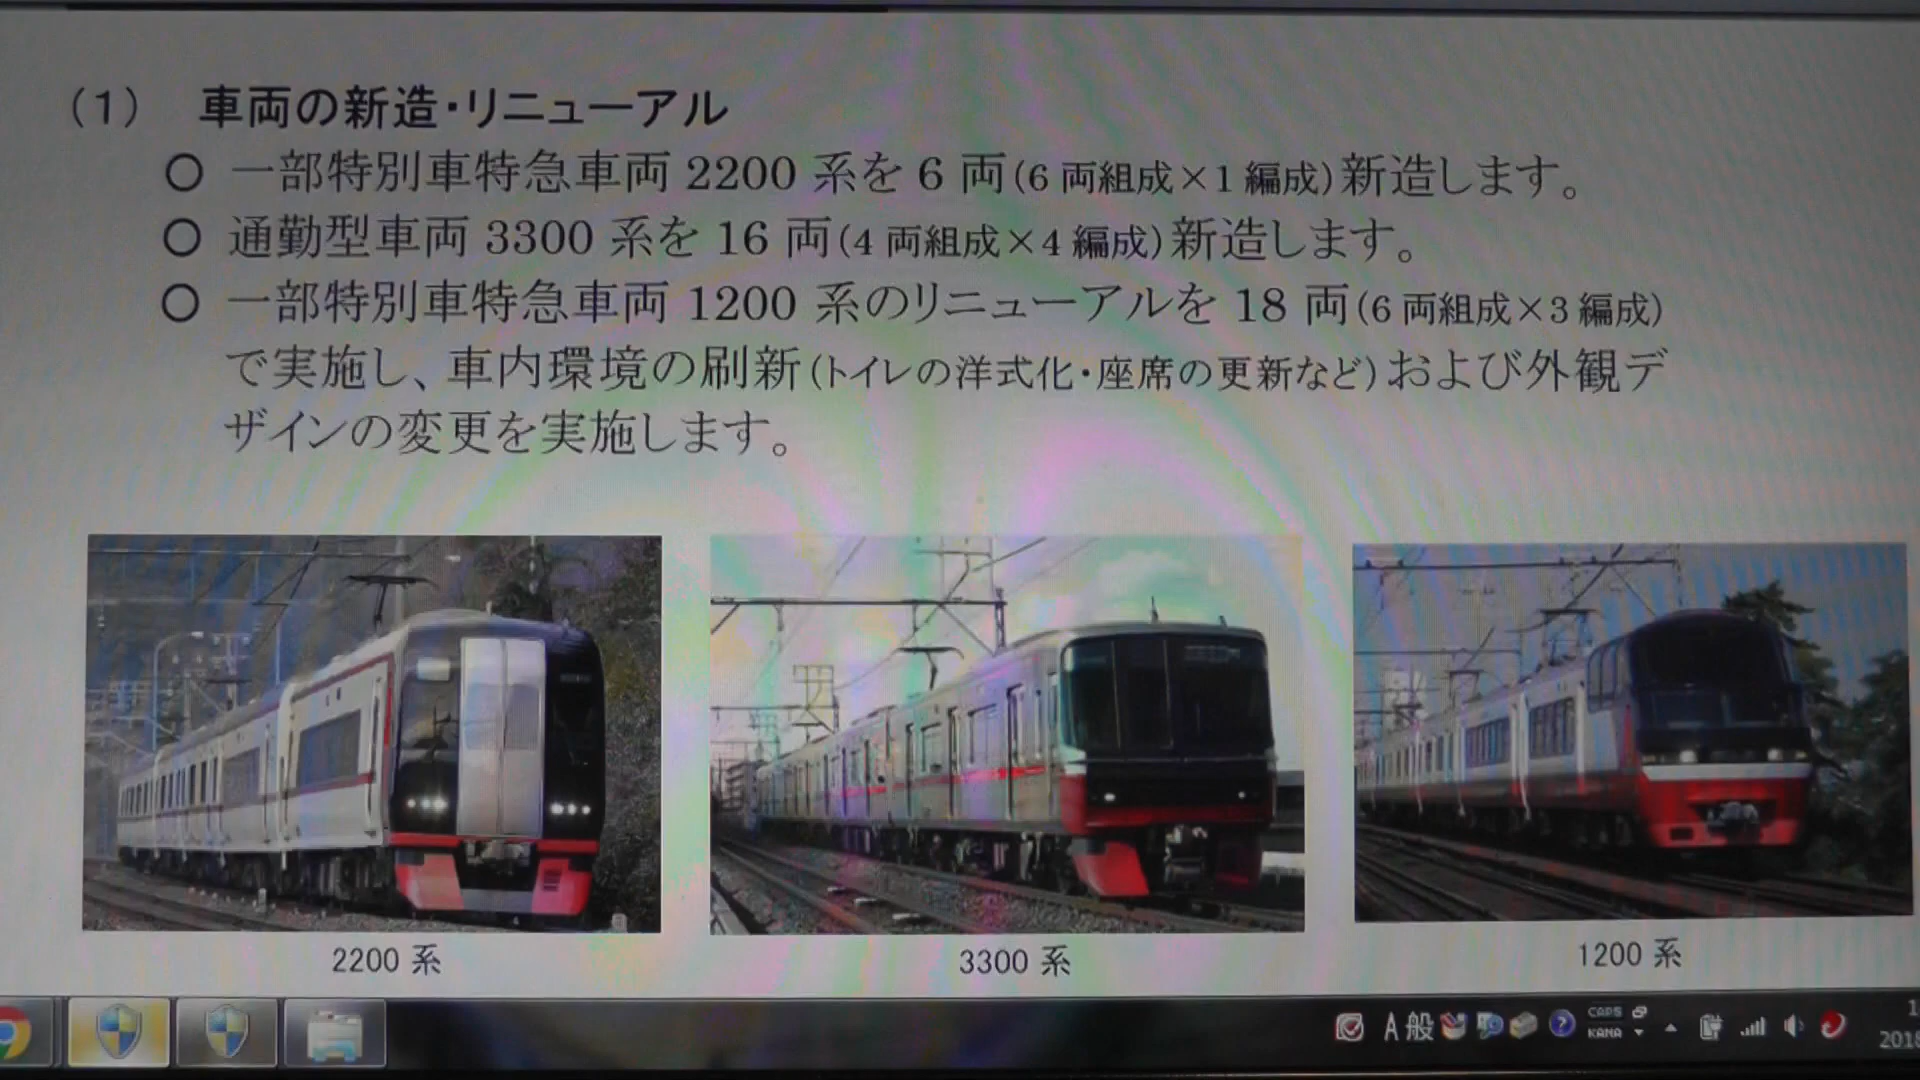 (1) 車両の新造・リニューアル
○ 一部特別車特急車両 2200 系を 6 両(6 両組成×1 編成)新造します。
○ 通勤型車両 3300 系を 16 両(4 両組成×4 編成)新造します。
○ 一部特別車特急車両 1200 系のリニューアルを 18 両(6 両組成×3 編成)
で実施し、車内環境の刷新(トイレの洋式化・座席の更新など)および外観デ
ザインの変更を実施します。
2200 系
3300 系
1200 系
A 般
CAPS
KANA
2018